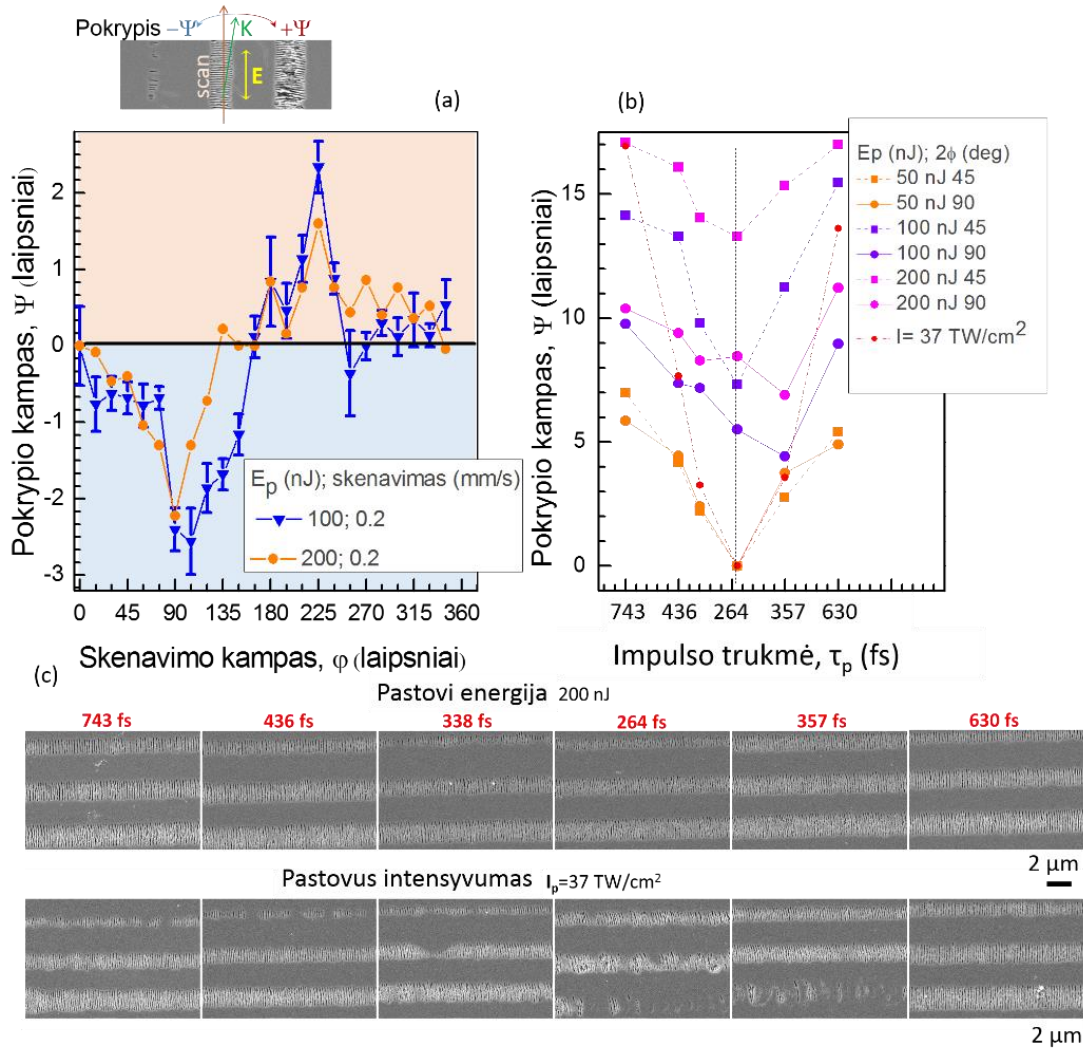 Pokrypis −Ψ K +Ψ
scan E
(a)
Pokrypio kampas, Ψ (laipsniai)
2
1
0
-1
-2
-3
0 45 90 135 180 225 270 315 360
Skenavimo kampas, φ (laipsniai)
Ep (nJ); skenavimas (mm/s)
100; 0.2
200; 0.2
(b)
Pokrypio kampas, Ψ (laipsniai)
15
10
5
0
743 436 264 357 630
Impulso trukmė, τp (fs)
Ep (nJ); 2ϕ (deg)
50 nJ 45
50 nJ 90
100 nJ 45
100 nJ 90
200 nJ 45
200 nJ 90
I= 37 TW/cm²
(c)
Pastovi energija 200 nJ
743 fs 436 fs 338 fs 264 fs 357 fs 630 fs
2 µm
Pastovus intensyvumas Ip=37 TW/cm²
2 µm